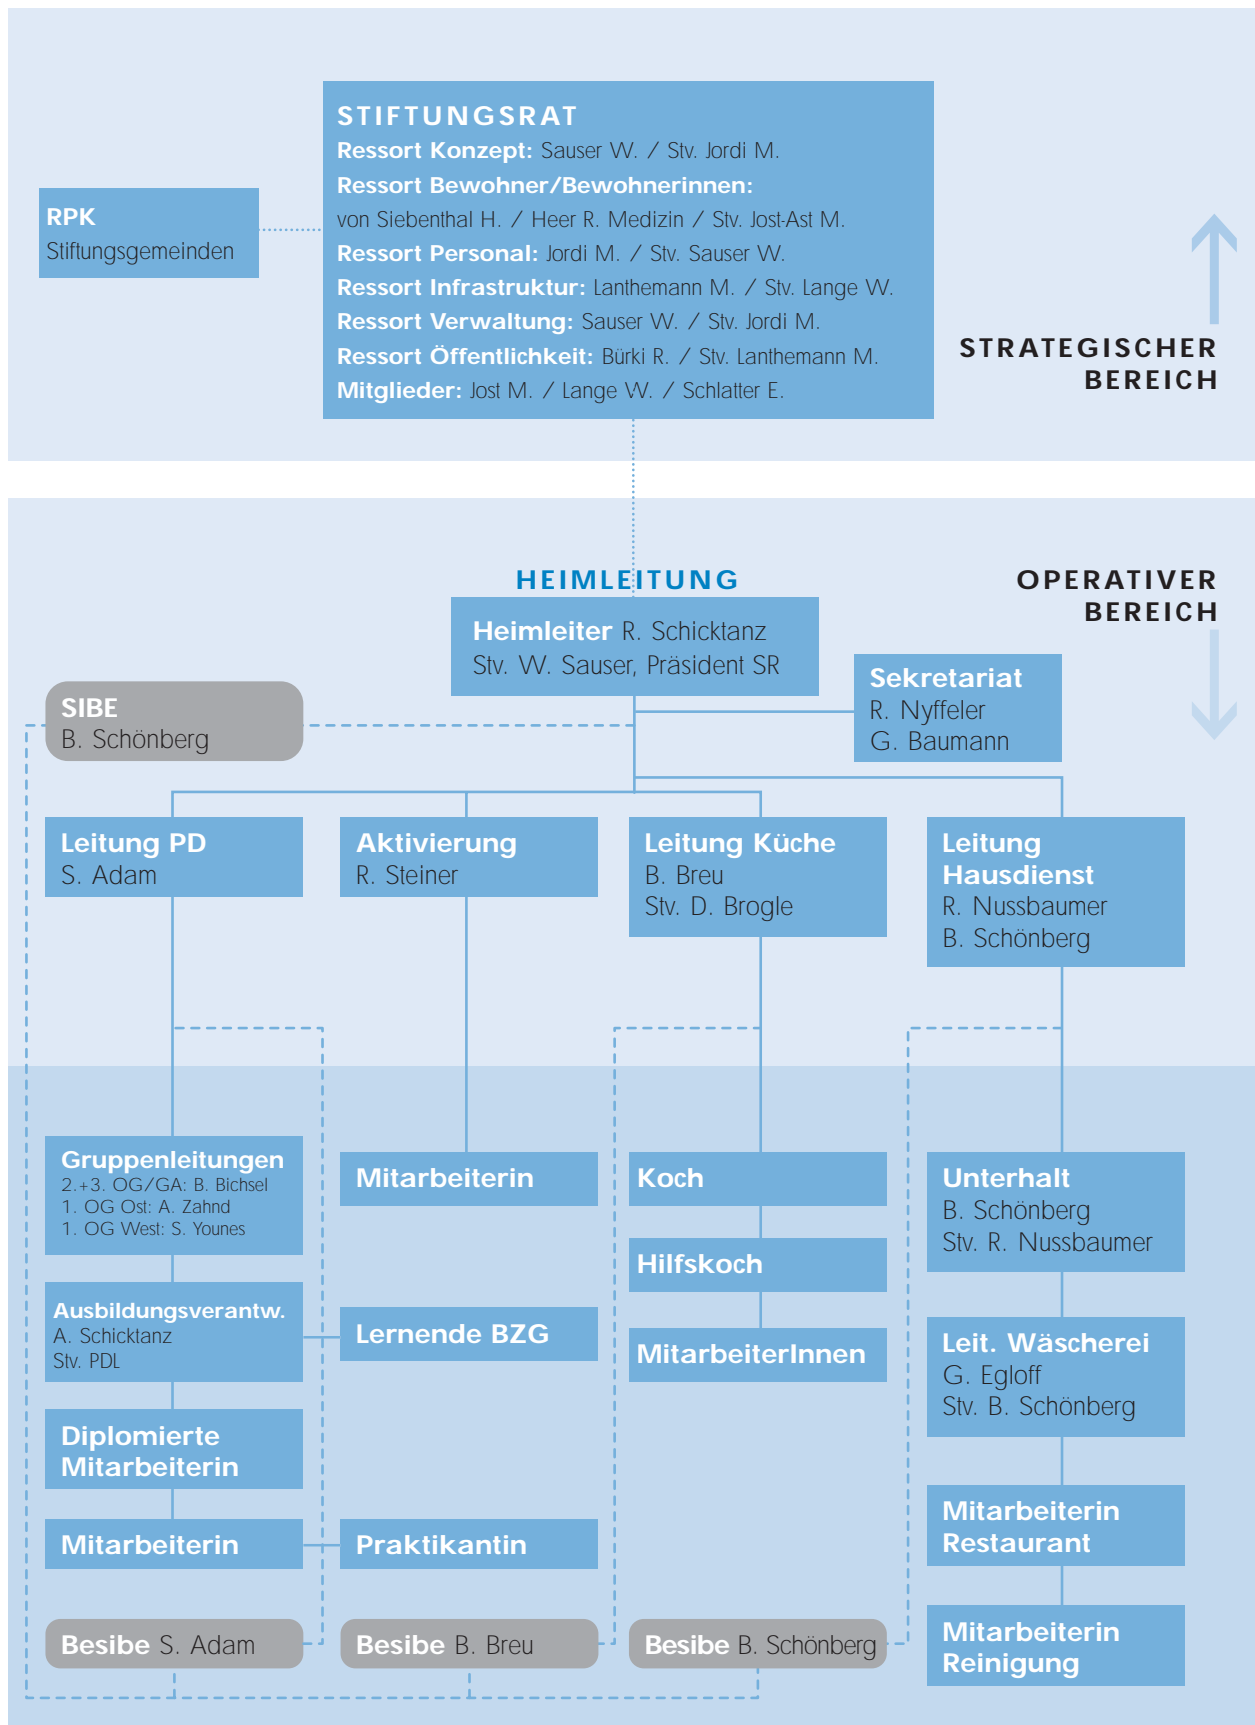 STIFTUNGSRAT
Ressort Konzept: Sauser W. / Stv. Jordi M.
Ressort Bewohner/Bewohnerinnen:
von Siebenthal H. / Heer R. Medizin / Stv. Jost-Ast M.
Ressort Personal: Jordi M. / Stv. Sauser W.
Ressort Infrastruktur: Lanthemann M. / Stv. Lange W.
Ressort Verwaltung: Sauser W. / Stv. Jordi M.
Ressort Öffentlichkeit: Bürki R. / Stv. Lanthemann M.
Mitglieder: Jost M. / Lange W. / Schlatter E.
RPK
Stiftungsgemeinden
STRATEGISCHER
BEREICH
HEIMLEITUNG
OPERATIVER
BEREICH
Heimleiter R. Schicktanz
Stv. W. Sauser, Präsident SR
Sekretariat
R. Nyffeler
G. Baumann
SIBE
B. Schönberg
Leitung PD
S. Adam
Aktivierung
R. Steiner
Leitung Küche
B. Breu
Stv. D. Brogle
Leitung
Hausdienst
R. Nussbaumer
B. Schönberg
Gruppenleitungen
2.+3. OG/GA: B. Bichsel
1. OG Ost: A. Zahnd
1. OG West: S. Younes
Mitarbeiterin
Koch
Unterhalt
B. Schönberg
Stv. R. Nussbaumer
Hilfskoch
Ausbildungsverantw.
A. Schicktanz
Stv. PDL
Lernende BZG
MitarbeiterInnen
Leit. Wäscherei
G. Egloff
Stv. B. Schönberg
Diplomierte
Mitarbeiterin
Mitarbeiterin
Praktikantin
Mitarbeiterin
Restaurant
Besibe S. Adam
Besibe B. Breu
Besibe B. Schönberg
Mitarbeiterin
Reinigung